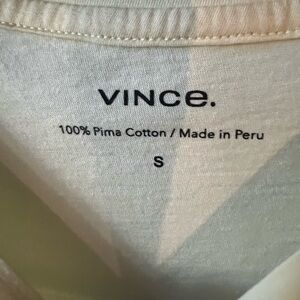 VINCE.
100% Pima Cotton / Made in Peru
S